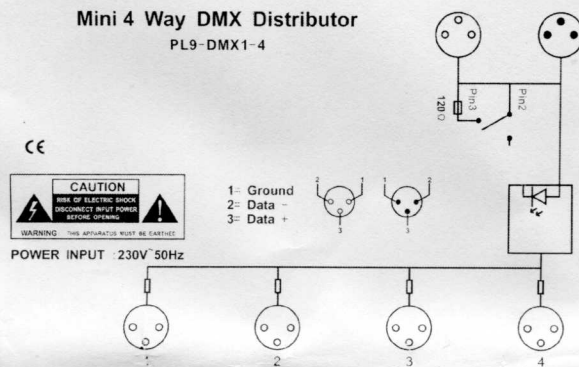 Mini 4 Way DMX Distributor
PL9-DMX1-4
Pin3
Pin2
120Ω
CE
CAUTION
RISK OF ELECTRIC SHOCK
DISCONNECT INPUT POWER
BEFORE OPENING
WARNING: THIS APPARATUS MUST BE EARTHED
POWER INPUT :230V~50Hz
1= Ground
2= Data -
3= Data +
2 1
3
1 2
3
1 2 3 4